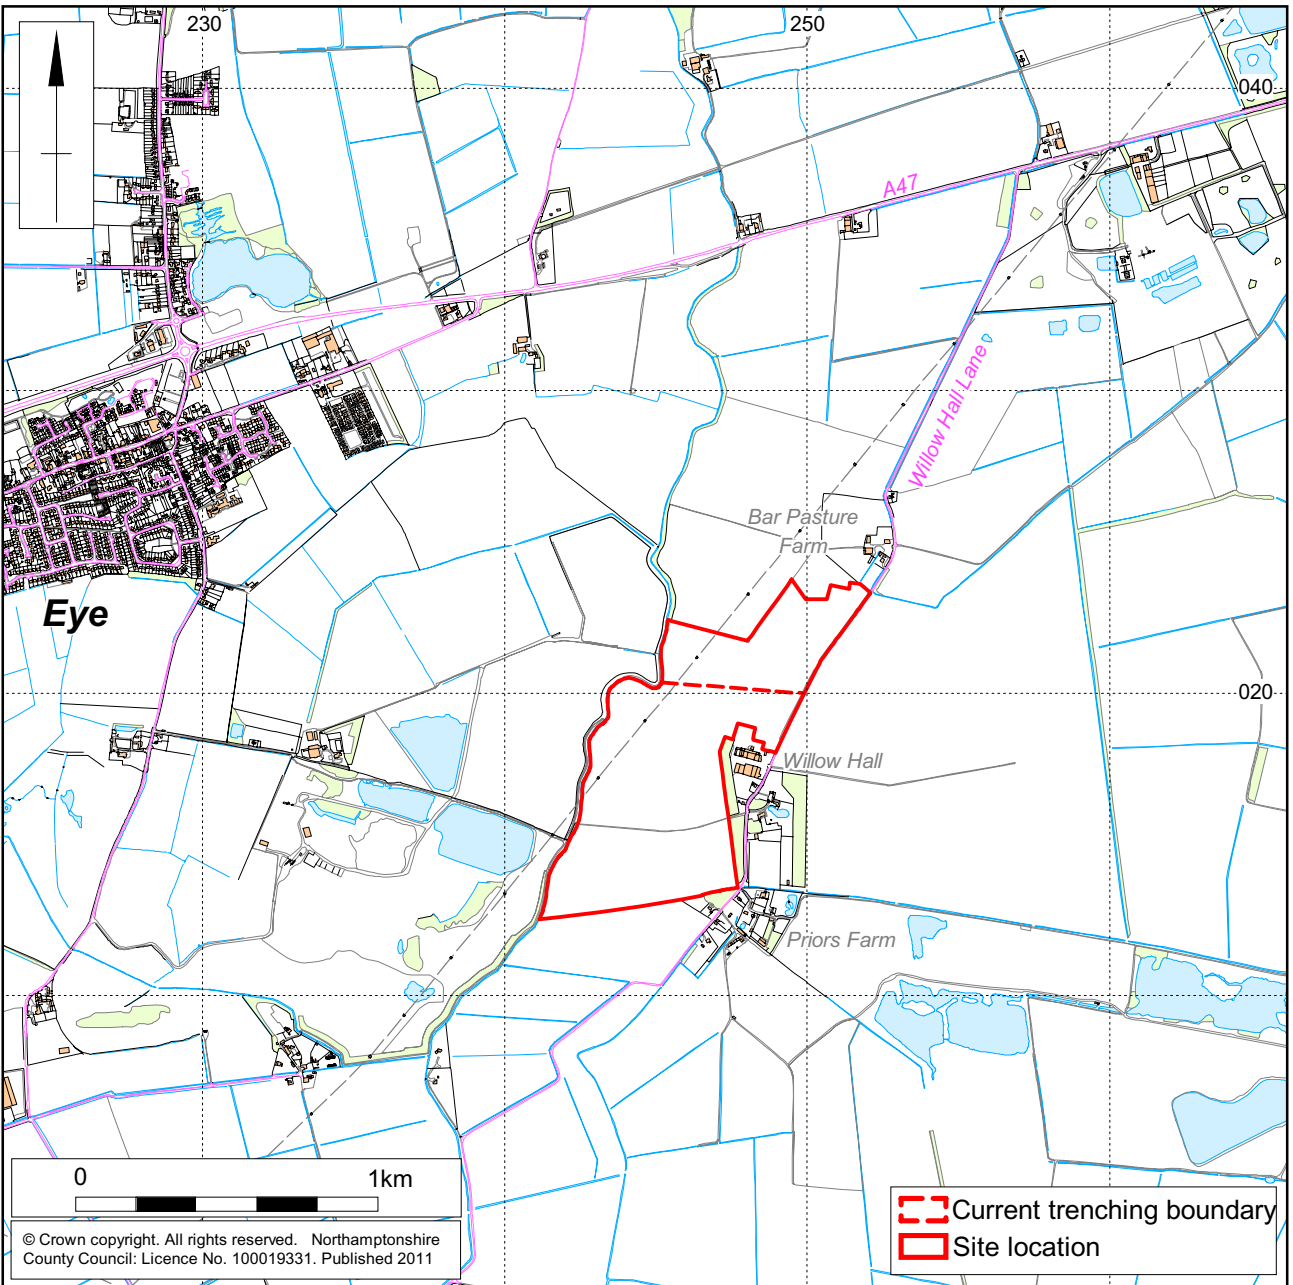 230
250
040
A47
Willow Hall Lane
Bar Pasture
Farm
Eye
020
Willow Hall
Priors Farm
0 1km
© Crown copyright. All rights reserved. Northamptonshire
County Council: Licence No. 100019331. Published 2011
Current trenching boundary
Site location